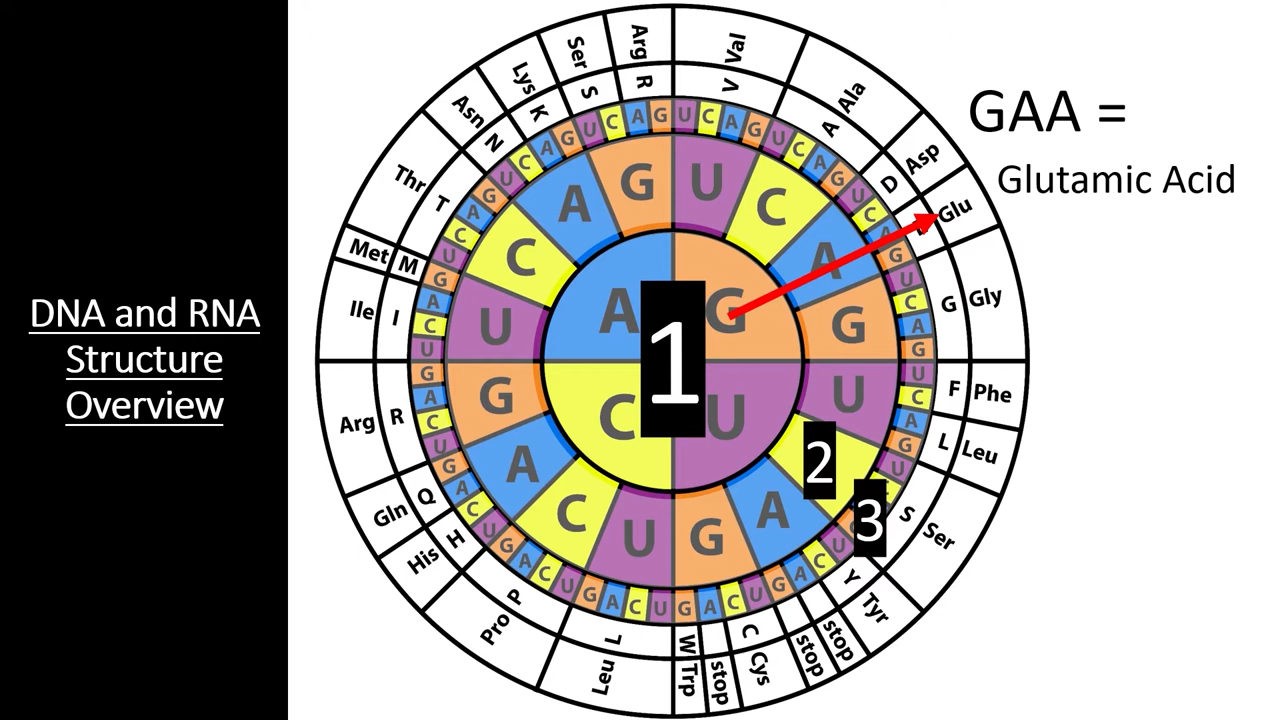 DNA and RNA
Structure
Overview
GAA =
Glutamic Acid
Val
Ala
Asp
Glu
Gly
Phe
Leu
Ser
Tyr
stop
stop
Cys
stop
Trp
Leu
Pro
His
Gln
Arg
Ile
Met
Thr
Asn
Lys
Ser
Arg
V
A
D
G
F
L
S
Y
C
W
L
P
H
Q
R
I
M
T
N
K
S
R
U C A G U C A G U C A G U C A G
U C A G U
U C A G U C A G
U C A G U C A G U C A G U C A G
U C A G U C A G U C A G U C A G
U C A G
U A G
U C A G
U C A G
A G
C U
1
2
3